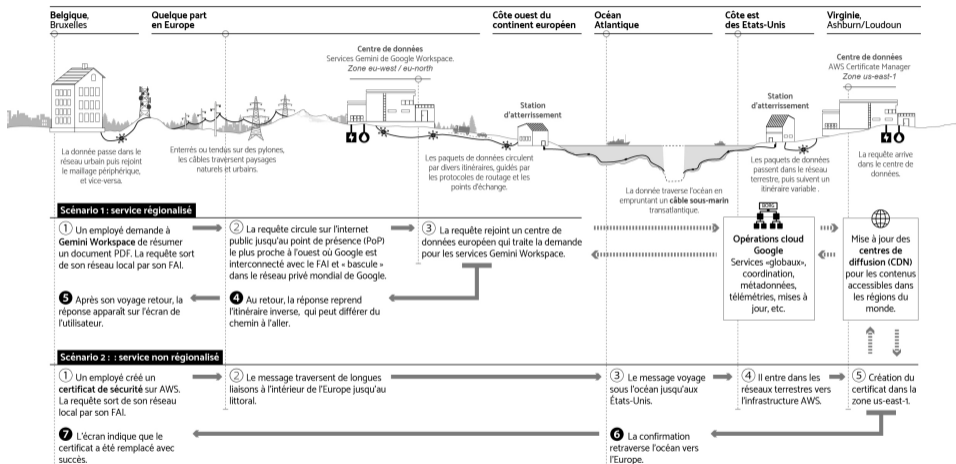 Belgique,
Bruxelles
Quelque part
en Europe
Côte ouest du
continent européen
Océan
Atlantique
Côte est
des Etats-Unis
Virginie,
Ashburn/Loudoun
Centre de données
Services Gemini de Google Workspace.
Zone eu-west / eu-north
Centre de données
AWS Certificate Manager
Zone us-east-1
Station
d'atterrissement
Station
d'atterrissement
La donnée passe dans le
réseau urbain puis rejoint
le maillage périphérique,
et vice-versa.
Enterrés ou tendus sur des pylones,
les câbles traversent paysages
naturels et urbains.
Les paquets de données circulent
par divers itinéraires, guidés
par les protocoles de routage et
les points d'échange.
La donnée traverse l'océan en
empruntant un câble sous-marin
transatlantique.
Les paquets de données
passent dans le réseau
terrestre, puis suivent un
itinéraire variable .
La requête arrive
dans le centre de
données.
Scénario 1 : service régionalisé
1 Un employé demande à
Gemini Workspace de résumer
un document PDF. La requête sort
de son réseau local par son FAI.
2 La requête circule sur l'internet
public jusqu'au point de présence (PoP)
le plus proche à l'ouest où Google est
interconnecté avec le FAI et « bascule »
dans le réseau privé mondial de Google.
3 La requête rejoint un centre de
données européen qui traite la demande
pour les services Gemini Workspace.
Opérations cloud
Google
Services «globaux»,
coordination,
métadonnées,
télémétries, mises à
jour, etc.
Mise à jour des
centres de
diffusion (CDN)
pour les contenus
accessibles dans
les régions du
monde.
5 Après son voyage retour, la
réponse apparaît sur l'écran de
l'utilisateur.
4 Au retour, la réponse reprend
l'itinéraire inverse, qui peut différer du
chemin à l'aller.
Scénario 2 : : service non régionalisé
1 Un employé créé un
certificat de sécurité sur AWS.
La requête sort de son réseau
local par son FAI.
2 Le message traversent de longues
liaisons à l'intérieur de l'Europe jusqu'au
littoral.
3 Le message voyage
sous l'océan jusqu'aux
États-Unis.
4 Il entre dans les
réseaux terrestres vers
l'infrastructure AWS.
5 Création du
certificat dans la
zone us-east-1.
7 L'écran indique que le
certificat a été remplacé avec
succès.
6 La confirmation
retraverse l'océan vers
l'Europe.